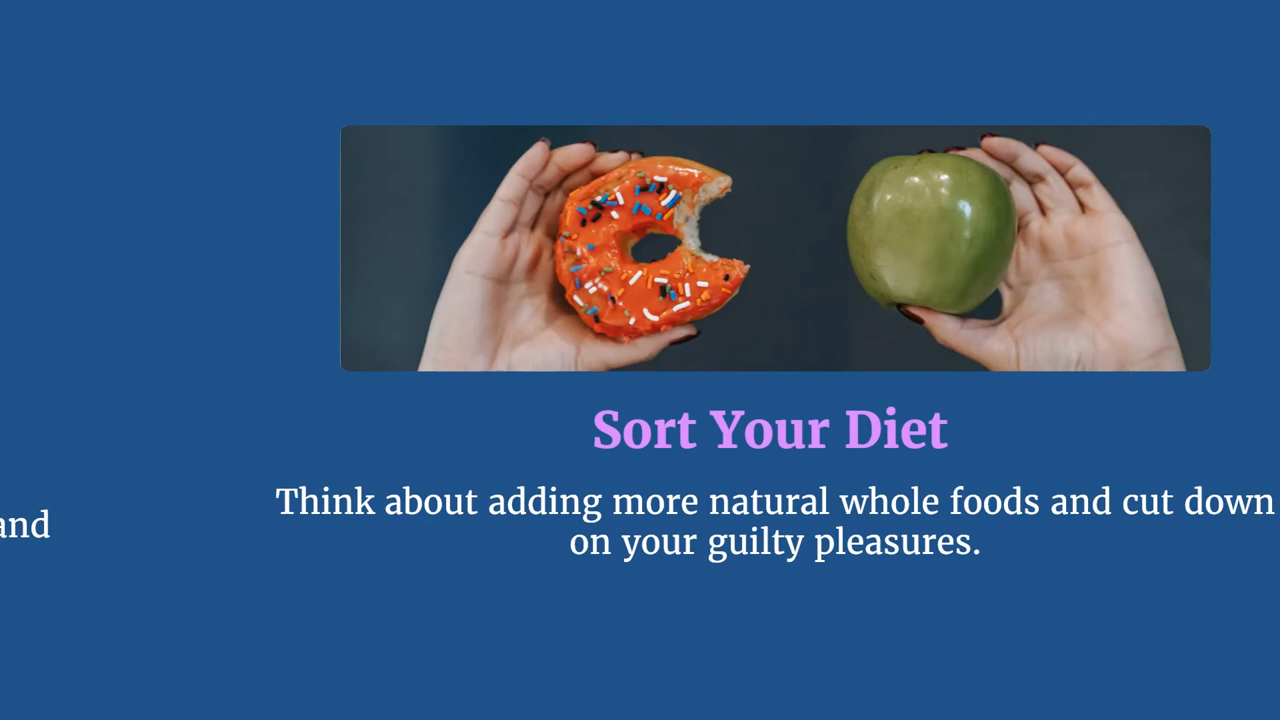 Sort Your Diet
Think about adding more natural whole foods and cut down
and
on your guilty pleasures.